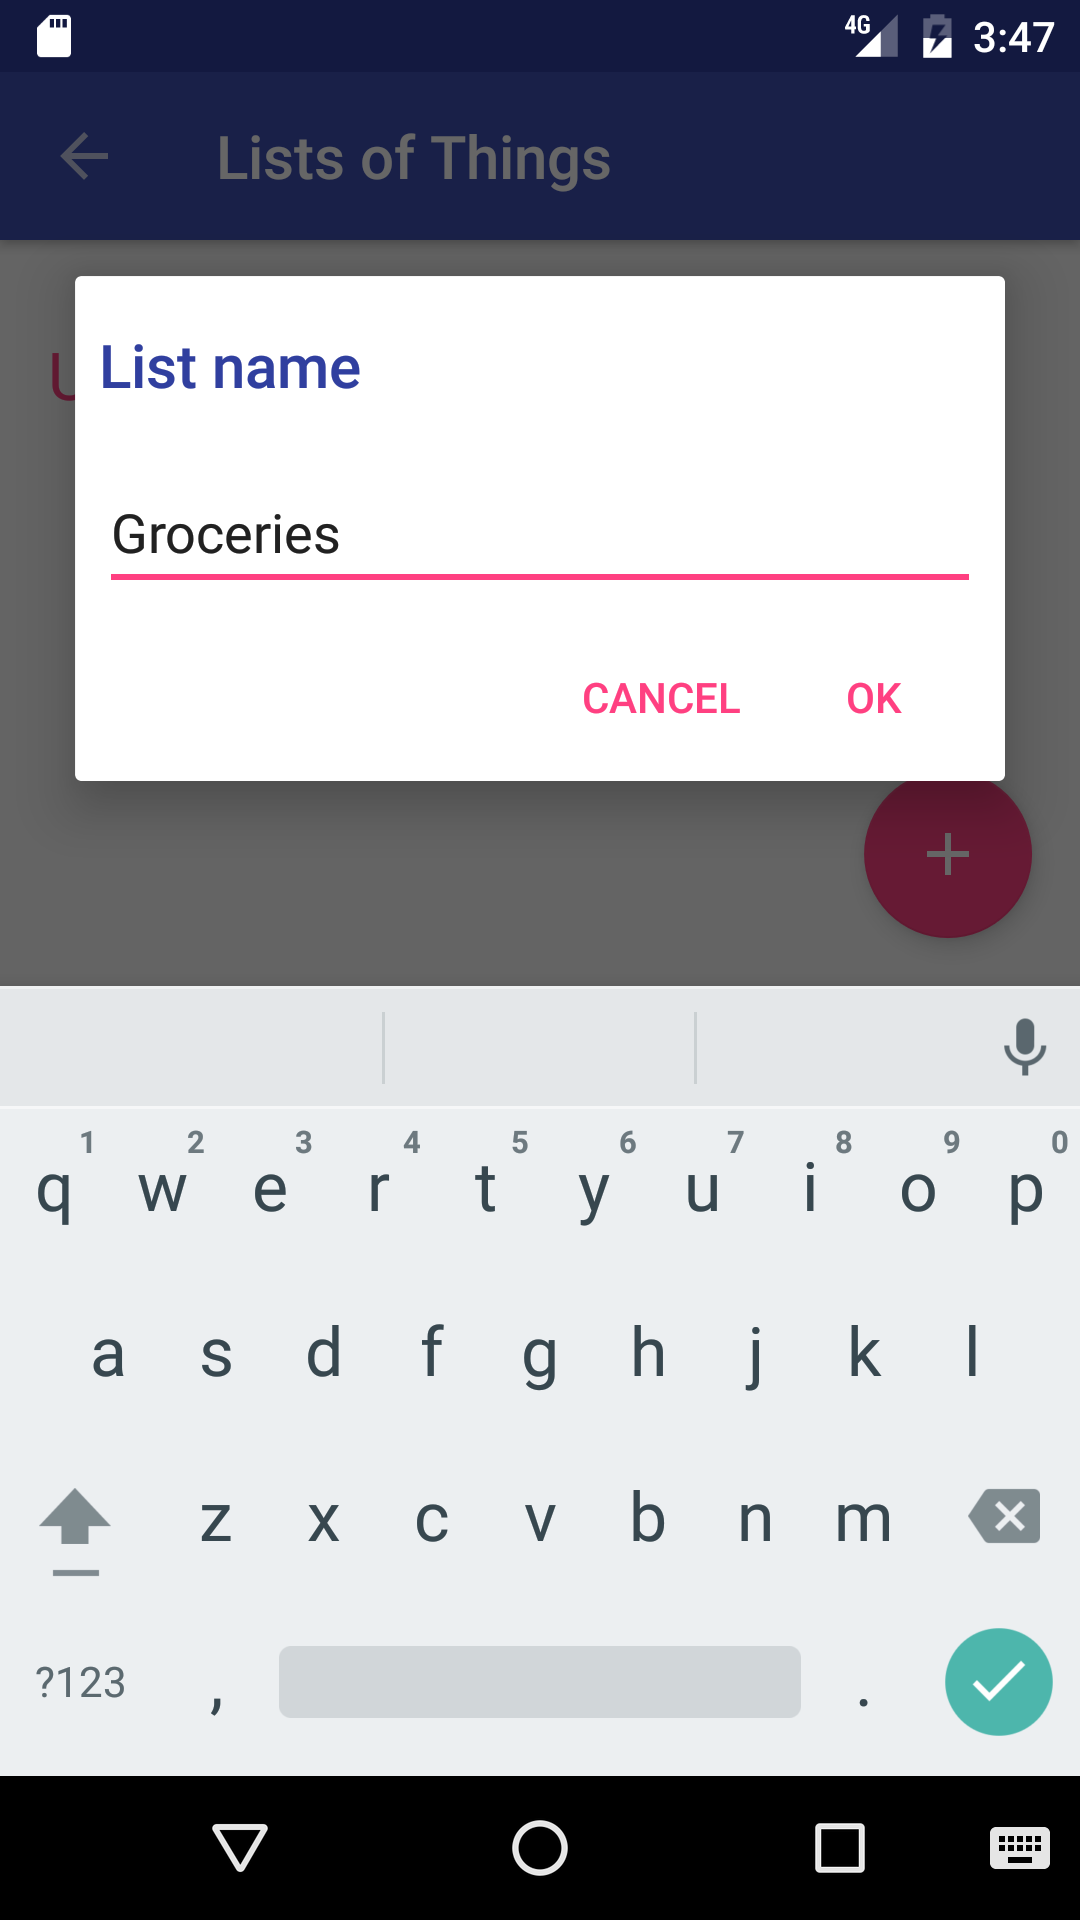 4G 3:47
Lists of Things
U
List name
Groceries
CANCEL OK
1 2 3 4 5 6 7 8 9 0
q w e r t y u i o p
a s d f g h j k l
z x c v b n m
?123 , .